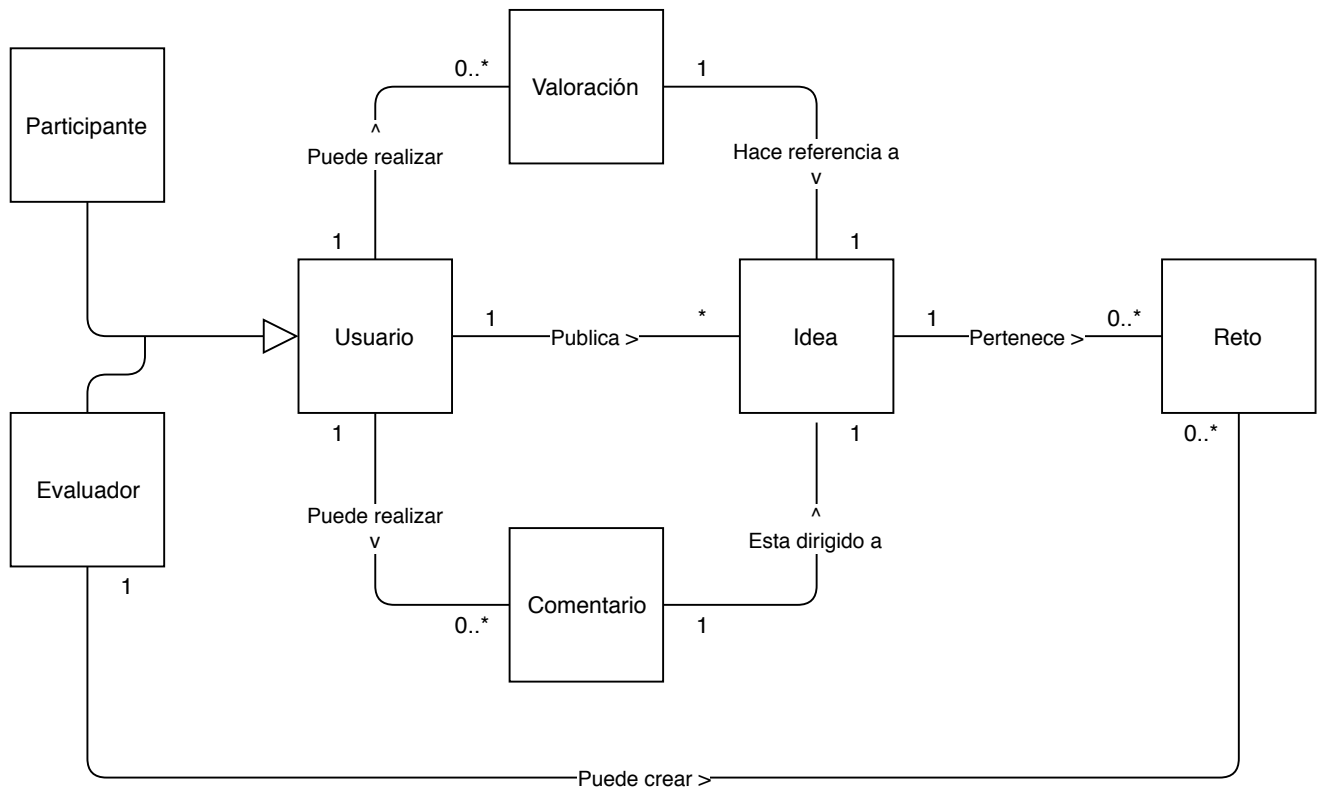 0..*
Valoración
1
Participante
^
Puede realizar
Hace referencia a
v
1
1
Usuario
1
Publica >
*
Idea
1
Pertenece >
0..*
Reto
1
1
0..*
Evaluador
Puede realizar
v
^
Esta dirigido a
1
Comentario
0..*
1
Puede crear >